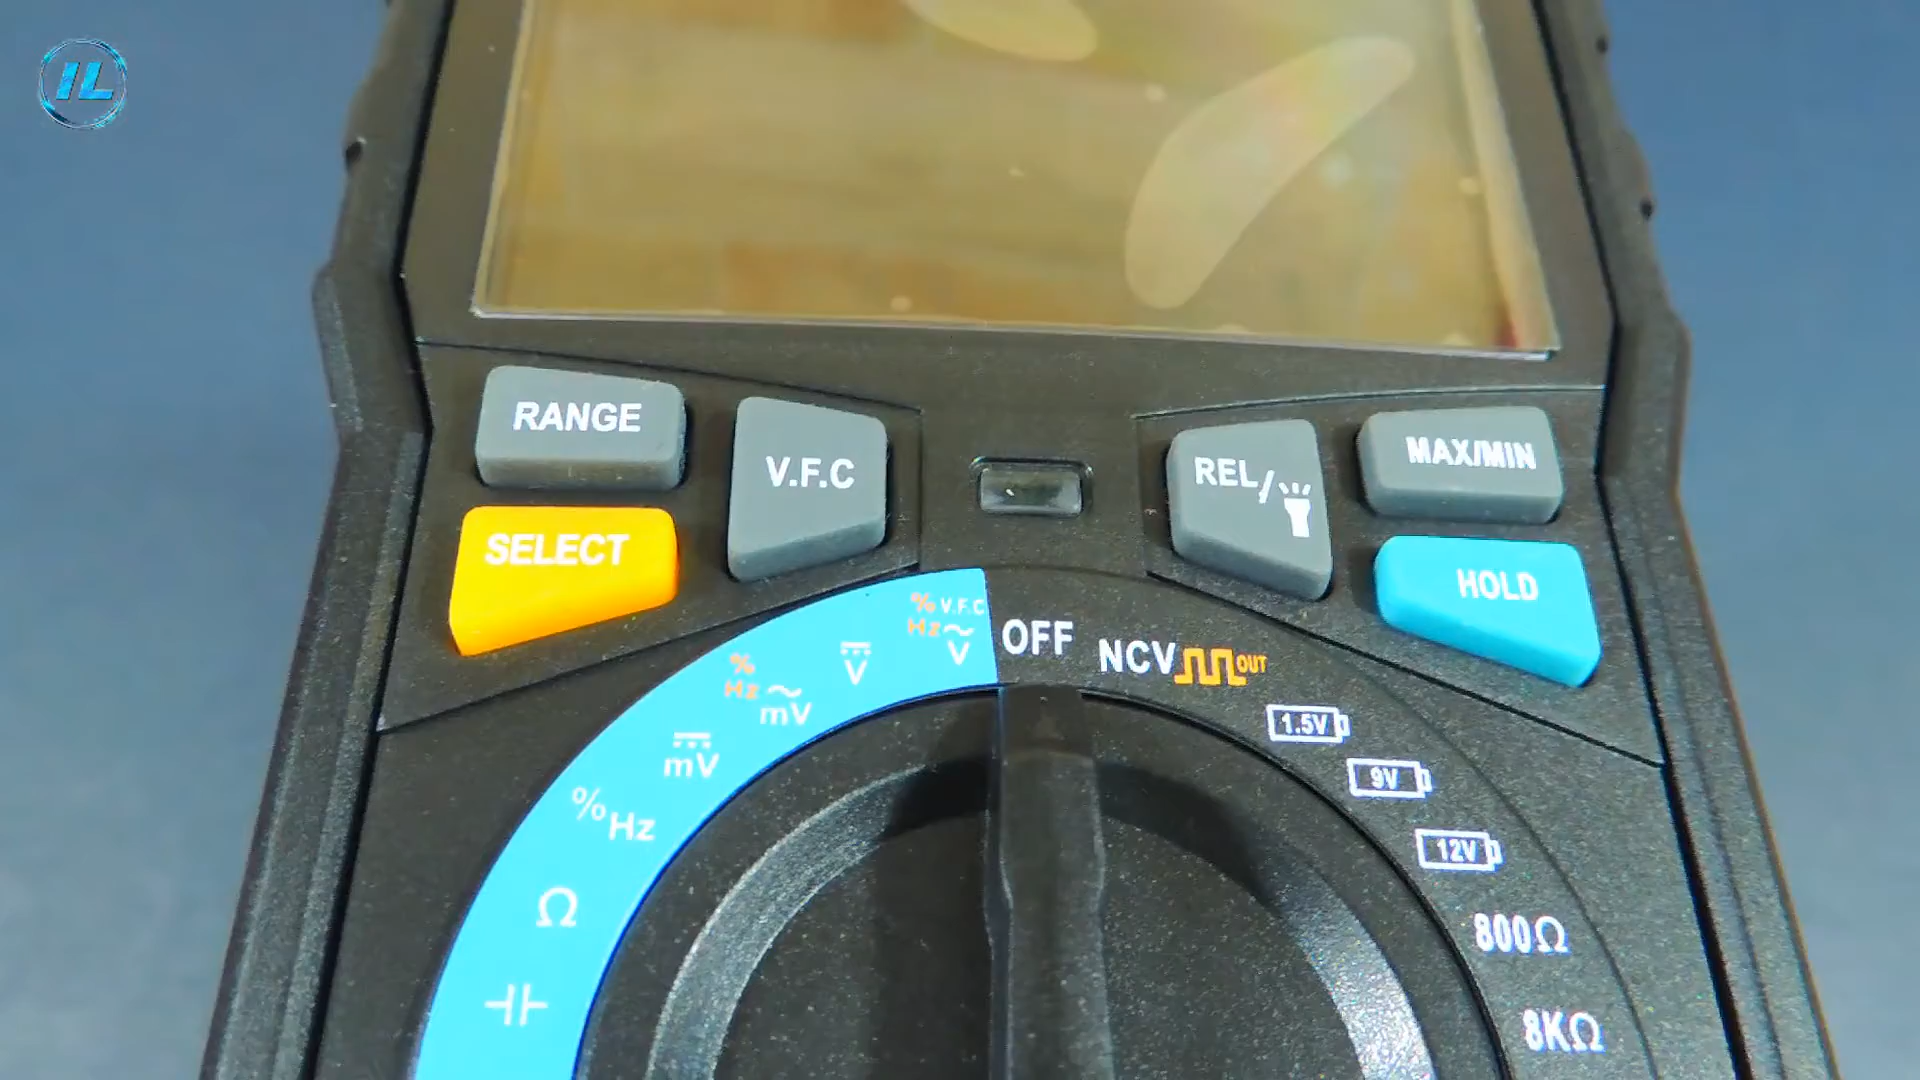 IL
RANGE
V.F.C
REL/
MAX/MIN
SELECT
HOLD
% V.F.C
Hz
V
OFF
NCV OUT
%
Hz
mV
V
1.5V
mV
9V
% Hz
12V
Ω
800Ω
8KΩ